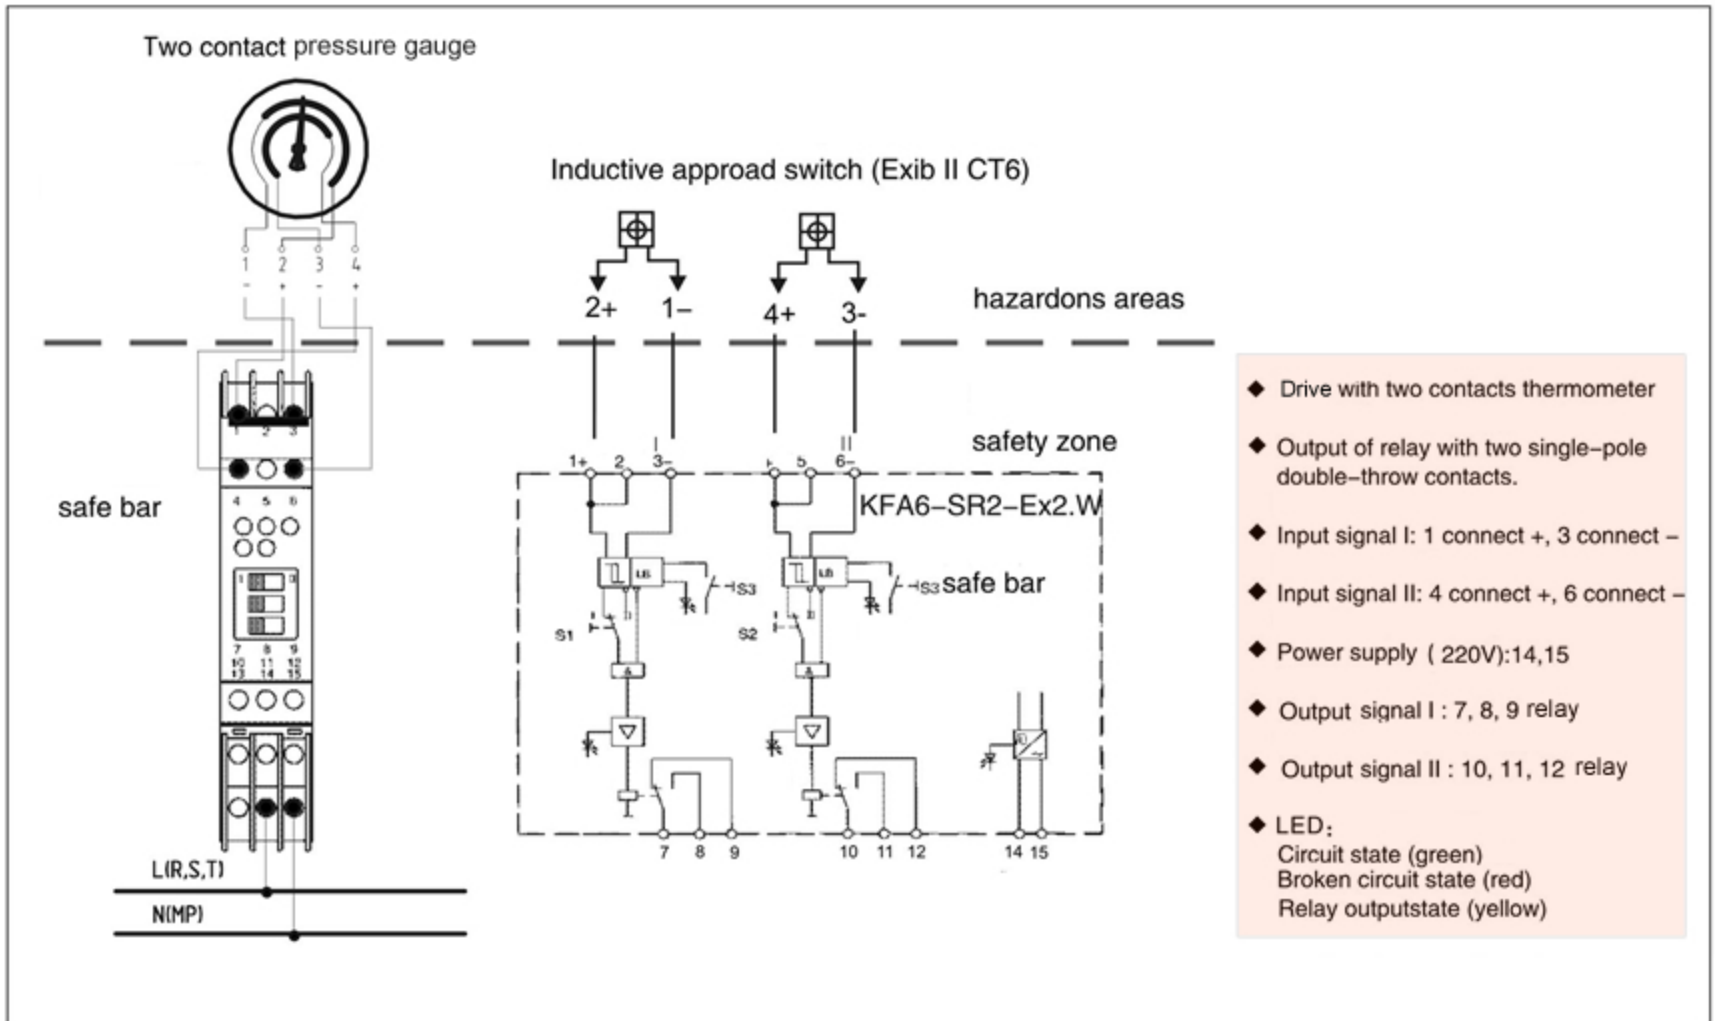 Two contact pressure gauge
Inductive approad switch (Exib II CT6)
1 2 3 4
- + - +
2+ 1– 4+ 3-
hazardons areas
safety zone
I II
1+ 2 3– 5 6–
KFA6–SR2–Ex2.W
safe bar
LB LB
S3 S3
S1 S2
& &
7 8 9 10 11 12 14 15
safe bar
1 2 3
4 5 6
1
7 8 9
10 11 12
13 14 15
L(R,S,T)
N(MP)
◆ Drive with two contacts thermometer
◆ Output of relay with two single–pole
double–throw contacts.
◆ Input signal I: 1 connect +, 3 connect –
◆ Input signal II: 4 connect +, 6 connect –
◆ Power supply ( 220V):14,15
◆ Output signal I : 7, 8, 9 relay
◆ Output signal II : 10, 11, 12 relay
◆ LED：
Circuit state (green)
Broken circuit state (red)
Relay outputstate (yellow)